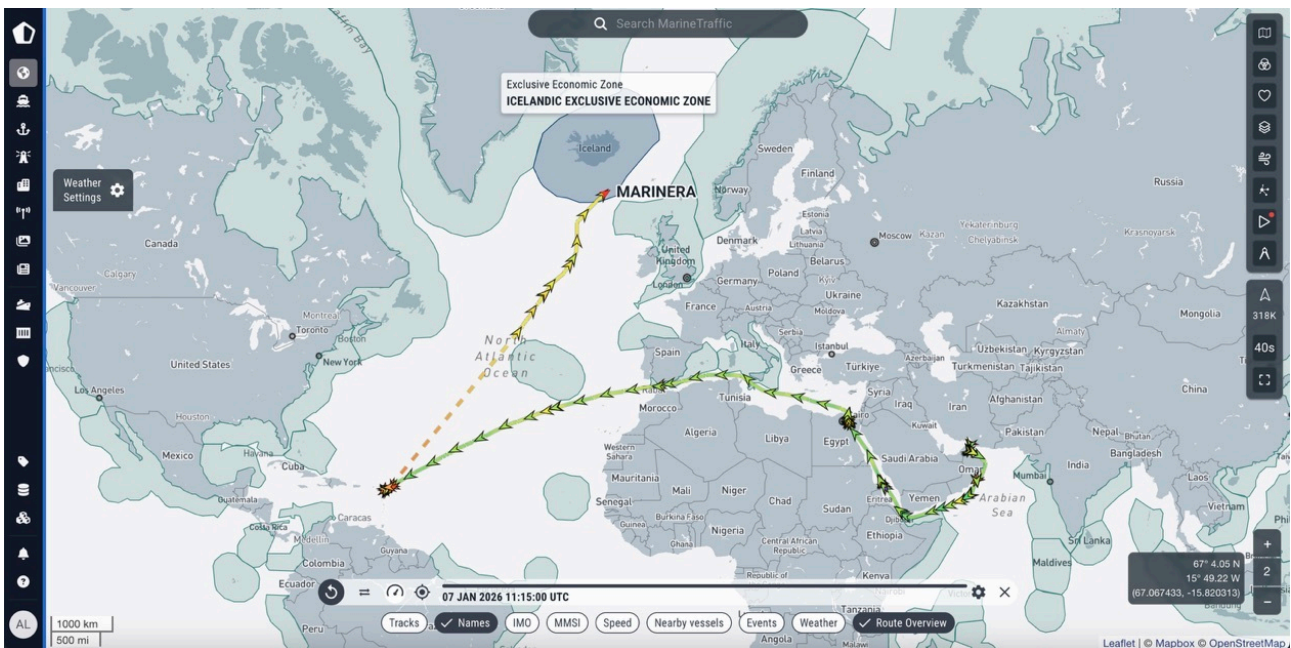 Search MarineTraffic
Exclusive Economic Zone
ICELANDIC EXCLUSIVE ECONOMIC ZONE
Iceland
MARINERA
Weather
Settings
Sweden
Finland
Norway
Russia
Estonia
Latvia
Lithuania
Denmark
Moscow
Kazan
Yekaterinburg
Chelyabinsk
Krasnoyarsk
Canada
Calgary
Vancouver
United
Kingdom
London
Belarus
Poland
Germany
Kyiv
Ukraine
Kazakhstan
Mongolia
318K
France
Austria
Moldova
Serbia
Montreal
Toronto
Boston
New York
North
Atlantic
Ocean
Spain
Italy
Istanbul
Greece
Türkiye
Azerbaijan
Almaty
Uzbekistan
Kyrgyzstan
Turkmenistan
Tajikistan
40s
United States
Los Angeles
China
Rabat
Morocco
Tunisia
Syria
Iraq
Iran
Afghanistan
Houston
Algeria
Libya
Cairo
Egypt
Kuwait
Pakistan
Nepal
Bhutan
Bangladesh
Mexico
Havana
Cuba
Western
Sahara
Saudi Arabia
Oman
Mumbai
India
Laos
Guatemala
Mauritania
Mali
Niger
Chad
Sudan
Eritrea
Yemen
Arabian
Sea
Vietnam
Senegal
Caracas
Costa Rica
Medellín
Guyana
Guinea
Burkina Faso
Nigeria
Djibouti
Ethiopia
Ghana
Central African
Republic
Sri Lanka
Maldives
Colombia
Ecuador
Peru
Republic of
Kenya
Tanzania
Angola
Malawi
67° 4.05 N
15° 49.22 W
(67.067433, -15.820313)
+
2
−
07 JAN 2026 11:15:00 UTC
Tracks
Names
IMO
MMSI
Speed
Nearby vessels
Events
Weather
Route Overview
AL
1000 km
500 mi
Leaflet | © Mapbox © OpenStreetMap